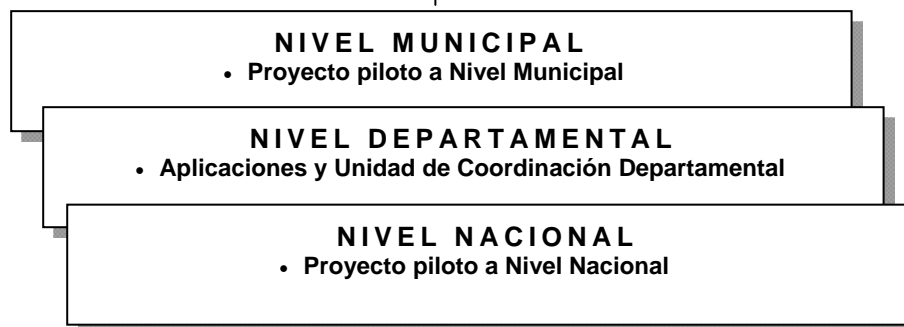 NIVEL MUNICIPAL
• Proyecto piloto a Nivel Municipal
NIVEL DEPARTAMENTAL
• Aplicaciones y Unidad de Coordinación Departamental
NIVEL NACIONAL
• Proyecto piloto a Nivel Nacional